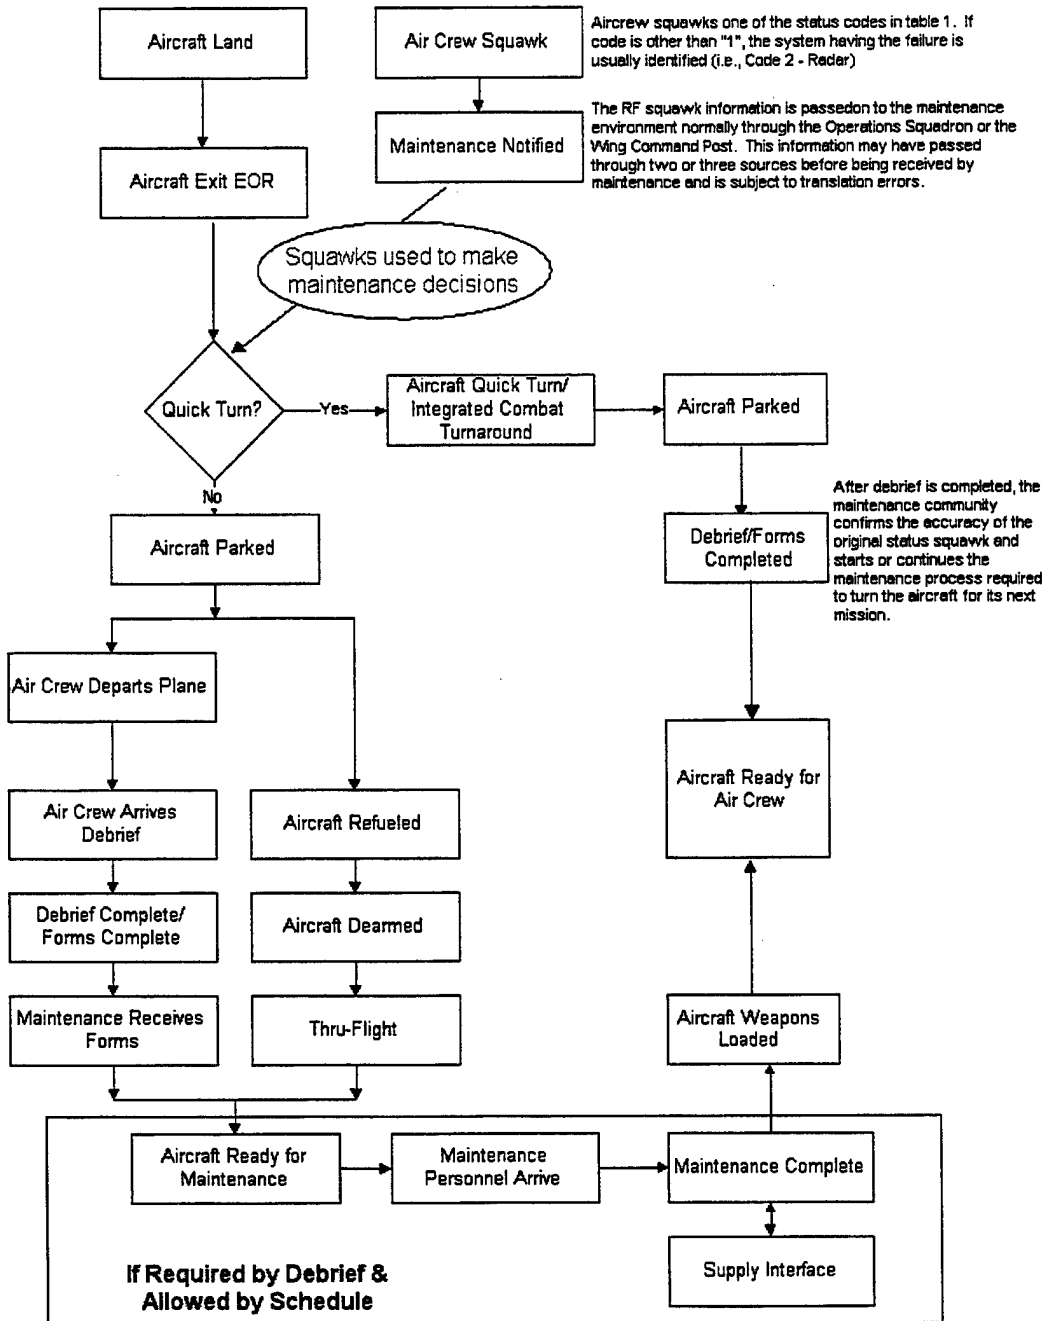 Aircraft Land
Air Crew Squawk
Aircrew squawks one of the status codes in table 1. If
code is other than "1", the system having the failure is
usually identified (i.e., Code 2 - Radar)
Aircraft Exit EOR
Maintenance Notified
The RF squawk information is passedon to the maintenance
environment normally through the Operations Squadron or the
Wing Command Post. This information may have passed
through two or three sources before being received by
maintenance and is subject to translation errors.
Squawks used to make
maintenance decisions
Quick Turn?
Yes
Aircraft Quick Turn/
Integrated Combat
Turnaround
Aircraft Parked
No
Aircraft Parked
Debrief/Forms
Completed
After debrief is completed, the
maintenance community
confirms the accuracy of the
original status squawk and
starts or continues the
maintenance process required
to turn the aircraft for its next
mission.
Air Crew Departs Plane
Air Crew Arrives
Debrief
Aircraft Refueled
Aircraft Ready for
Air Crew
Debrief Complete/
Forms Complete
Aircraft Dearmed
Maintenance Receives
Forms
Thru-Flight
Aircraft Weapons
Loaded
Aircraft Ready for
Maintenance
Maintenance
Personnel Arrive
Maintenance Complete
Supply Interface
If Required by Debrief &
Allowed by Schedule